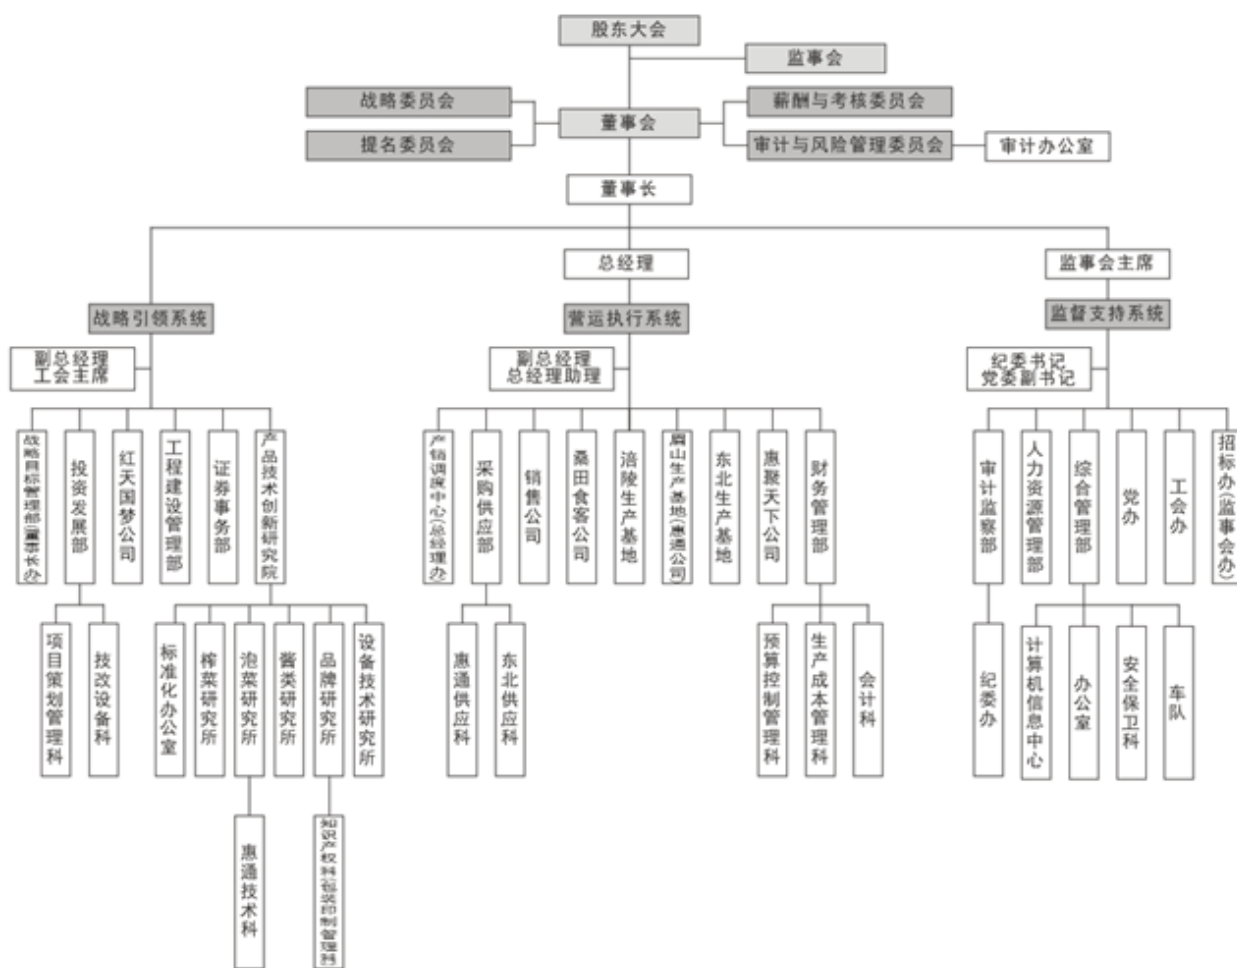 股东大会
监事会
战略委员会
薪酬与考核委员会
董事会
提名委员会
审计与风险管理委员会
审计办公室
董事长
总经理
监事会主席
战略引领系统
营运执行系统
监督支持系统
副总经理
工会主席
副总经理
总经理助理
纪委书记
党委副书记
战略目标管理部(董事长办)
投资发展部
红天国梦公司
工程建设管理部
证券事务部
产品技术创新研究院
产销调度中心(总经理办)
采购供应部
销售公司
桑田食客公司
涪陵生产基地
眉山生产基地(惠通公司)
东北生产基地
惠聚天下公司
财务管理部
审计监察部
人力资源管理部
综合管理部
党办
工会办
招标办(监事会办)
项目策划管理科
技改设备科
标准化办公室
榨菜研究所
泡菜研究所
酱类研究所
品牌研究所
设备技术研究所
惠通供应科
东北供应科
预算控制管理科
生产成本管理科
会计科
纪委办
计算机信息中心
办公室
安全保卫科
车队
惠通技术科
知识产权科(包装印制管理科)